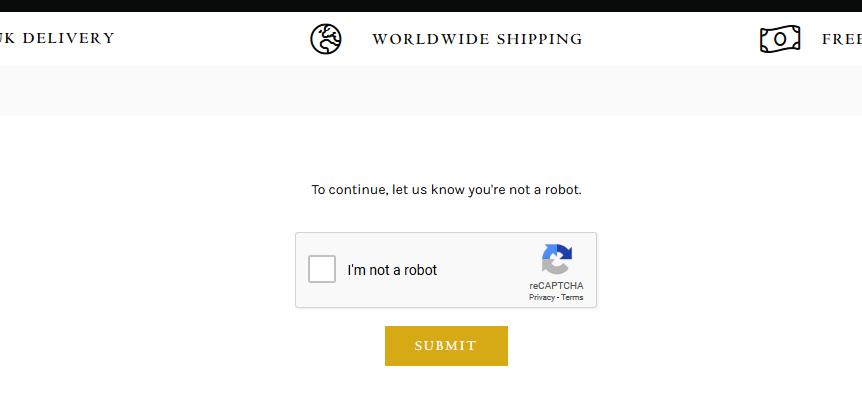 UK DELIVERY
WORLDWIDE SHIPPING
FREE
To continue, let us know you're not a robot.
I'm not a robot
reCAPTCHA
Privacy - Terms
SUBMIT